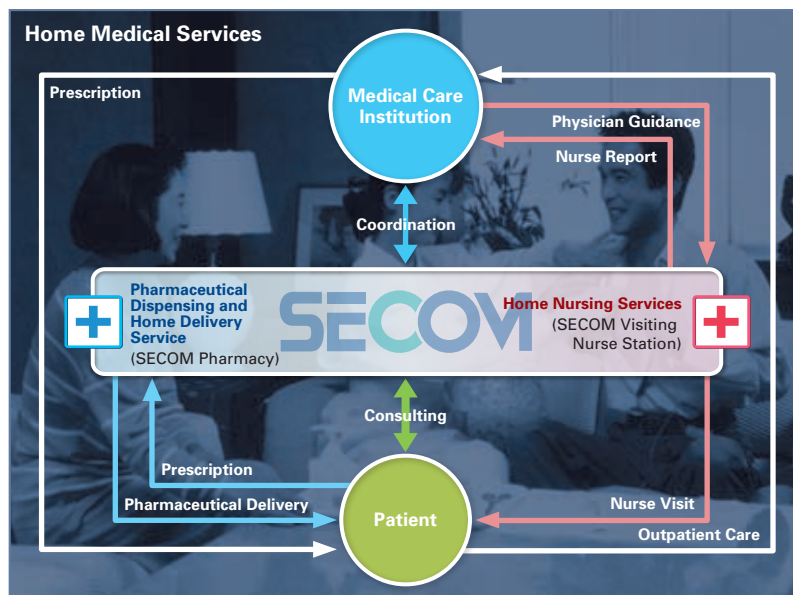 Home Medical Services
Prescription
Medical Care
Institution
Physician Guidance
Nurse Report
Coordination
Pharmaceutical
Dispensing and
Home Delivery
Service
(SECOM Pharmacy)
SECOM
Home Nursing Services
(SECOM Visiting
Nurse Station)
Consulting
Prescription
Pharmaceutical Delivery
Patient
Nurse Visit
Outpatient Care